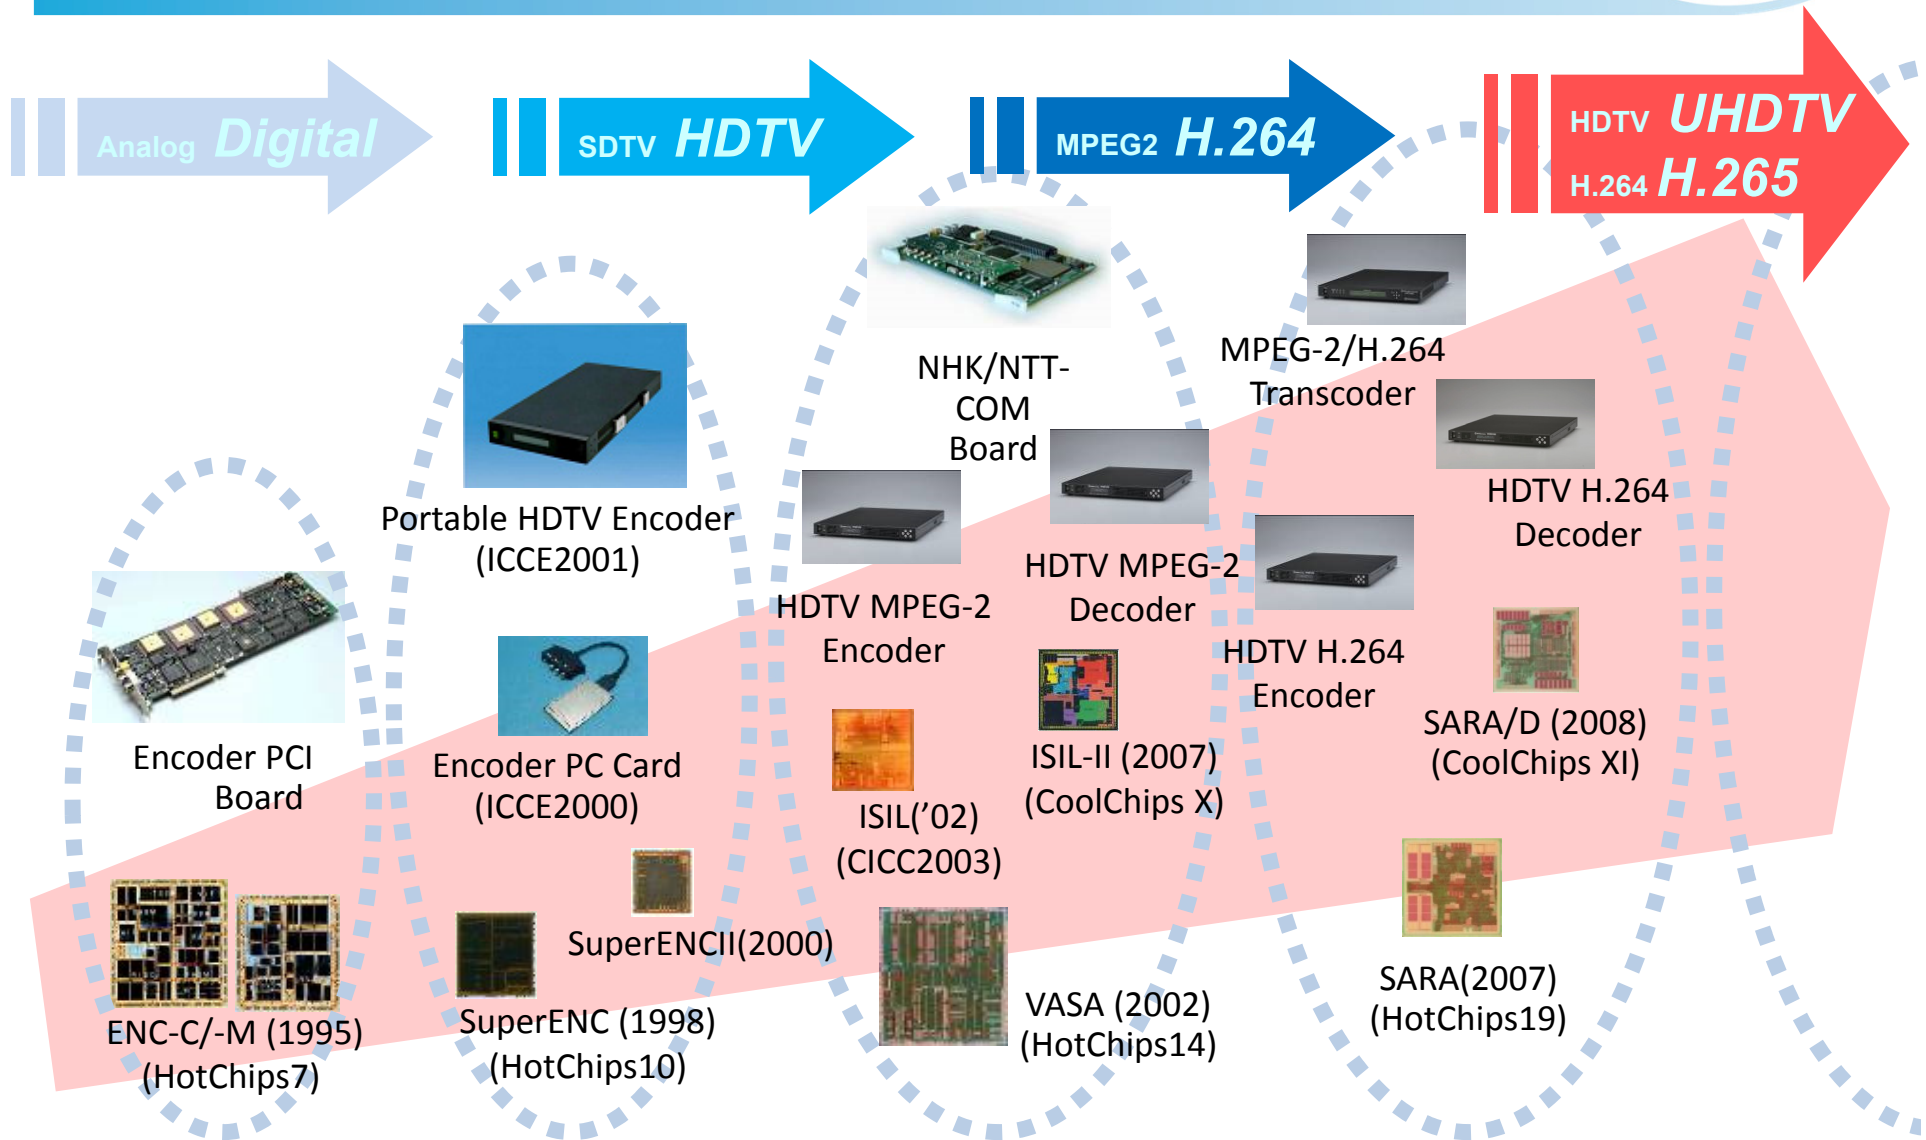 Analog Digital
SDTV HDTV
MPEG2 H.264
HDTV UHDTV
H.264 H.265
Encoder PCI
Board
ENC-C/-M (1995)
(HotChips7)
Portable HDTV Encoder
(ICCE2001)
Encoder PC Card
(ICCE2000)
SuperENCII(2000)
SuperENC (1998)
(HotChips10)
NHK/NTT-
COM
Board
HDTV MPEG-2
Encoder
HDTV MPEG-2
Decoder
ISIL('02)
(CICC2003)
ISIL-II (2007)
(CoolChips X)
VASA (2002)
(HotChips14)
MPEG-2/H.264
Transcoder
HDTV H.264
Decoder
HDTV H.264
Encoder
SARA/D (2008)
(CoolChips XI)
SARA(2007)
(HotChips19)